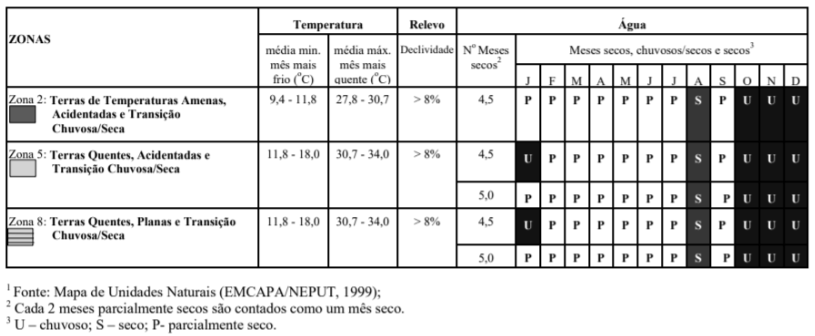 ZONAS Temperatura Relevo Água
média min. mês mais frio (°C) média máx. mês mais quente (°C) Declividade Nº Meses secos² Meses secos, chuvosos/secos e secos³
J F M A M J J A S O N D
Zona 2: Terras de Temperaturas Amenas, Acidentadas e Transição Chuvosa/Seca 9,4 - 11,8 27,8 - 30,7 > 8% 4,5 P P P P P P P S P U U U
Zona 5: Terras Quentes, Acidentadas e Transição Chuvosa/Seca 11,8 - 18,0 30,7 - 34,0 > 8% 4,5 U P P P P P P S P U U U
5,0 P P P P P P P S P U U U
Zona 8: Terras Quentes, Planas e Transição Chuvosa/Seca 11,8 - 18,0 30,7 - 34,0 > 8% 4,5 U P P P P P P S P U U U
5,0 P P P P P P P S P U U U
¹ Fonte: Mapa de Unidades Naturais (EMCAPA/NEPUT, 1999);
² Cada 2 meses parcialmente secos são contados como um mês seco.
³ U – chuvoso; S – seco; P- parcialmente seco.